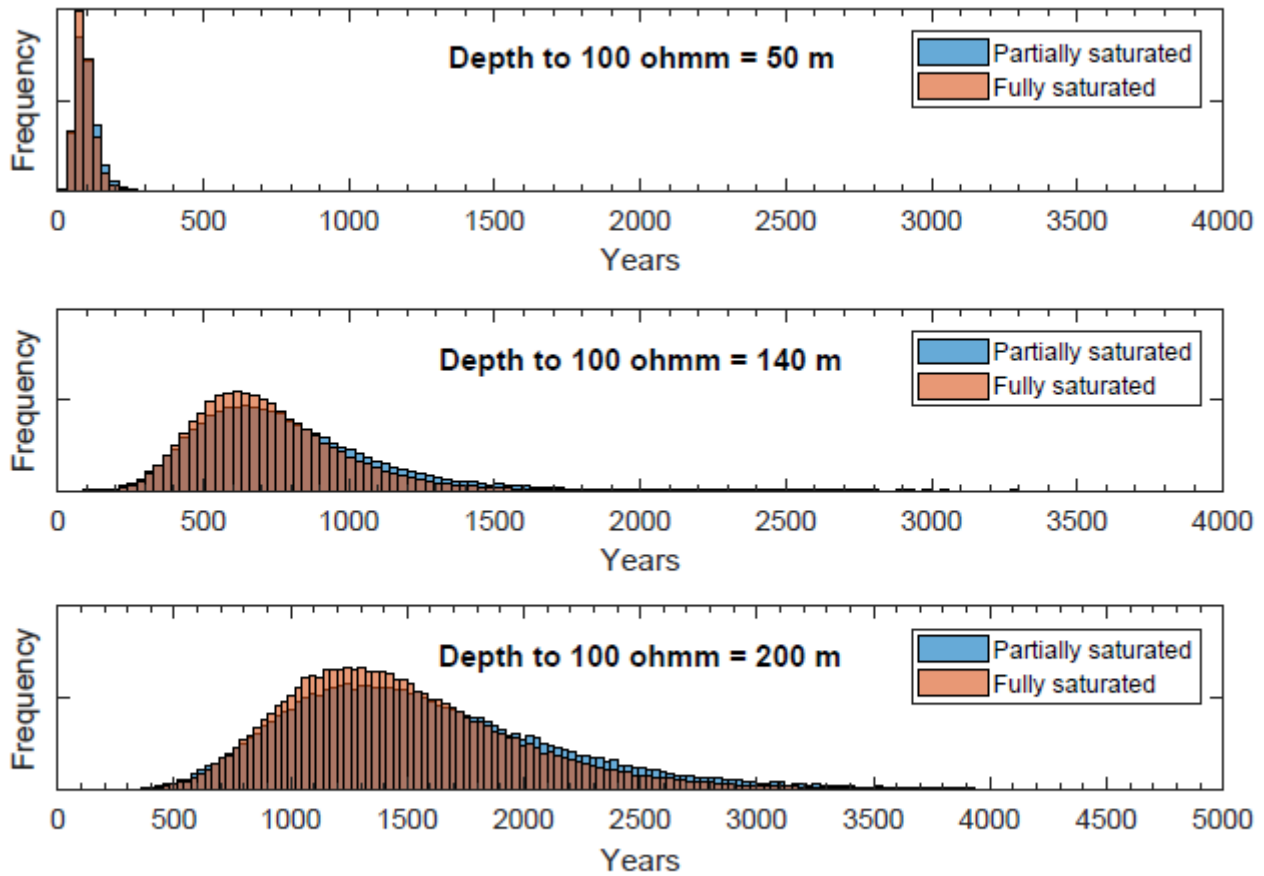 Depth to 100 ohmm = 50 m
Partially saturated
Fully saturated
Frequency
0 500 1000 1500 2000 2500 3000 3500 4000
Years
Depth to 100 ohmm = 140 m
Partially saturated
Fully saturated
Frequency
0 500 1000 1500 2000 2500 3000 3500 4000
Years
Depth to 100 ohmm = 200 m
Partially saturated
Fully saturated
Frequency
0 500 1000 1500 2000 2500 3000 3500 4000 4500 5000
Years